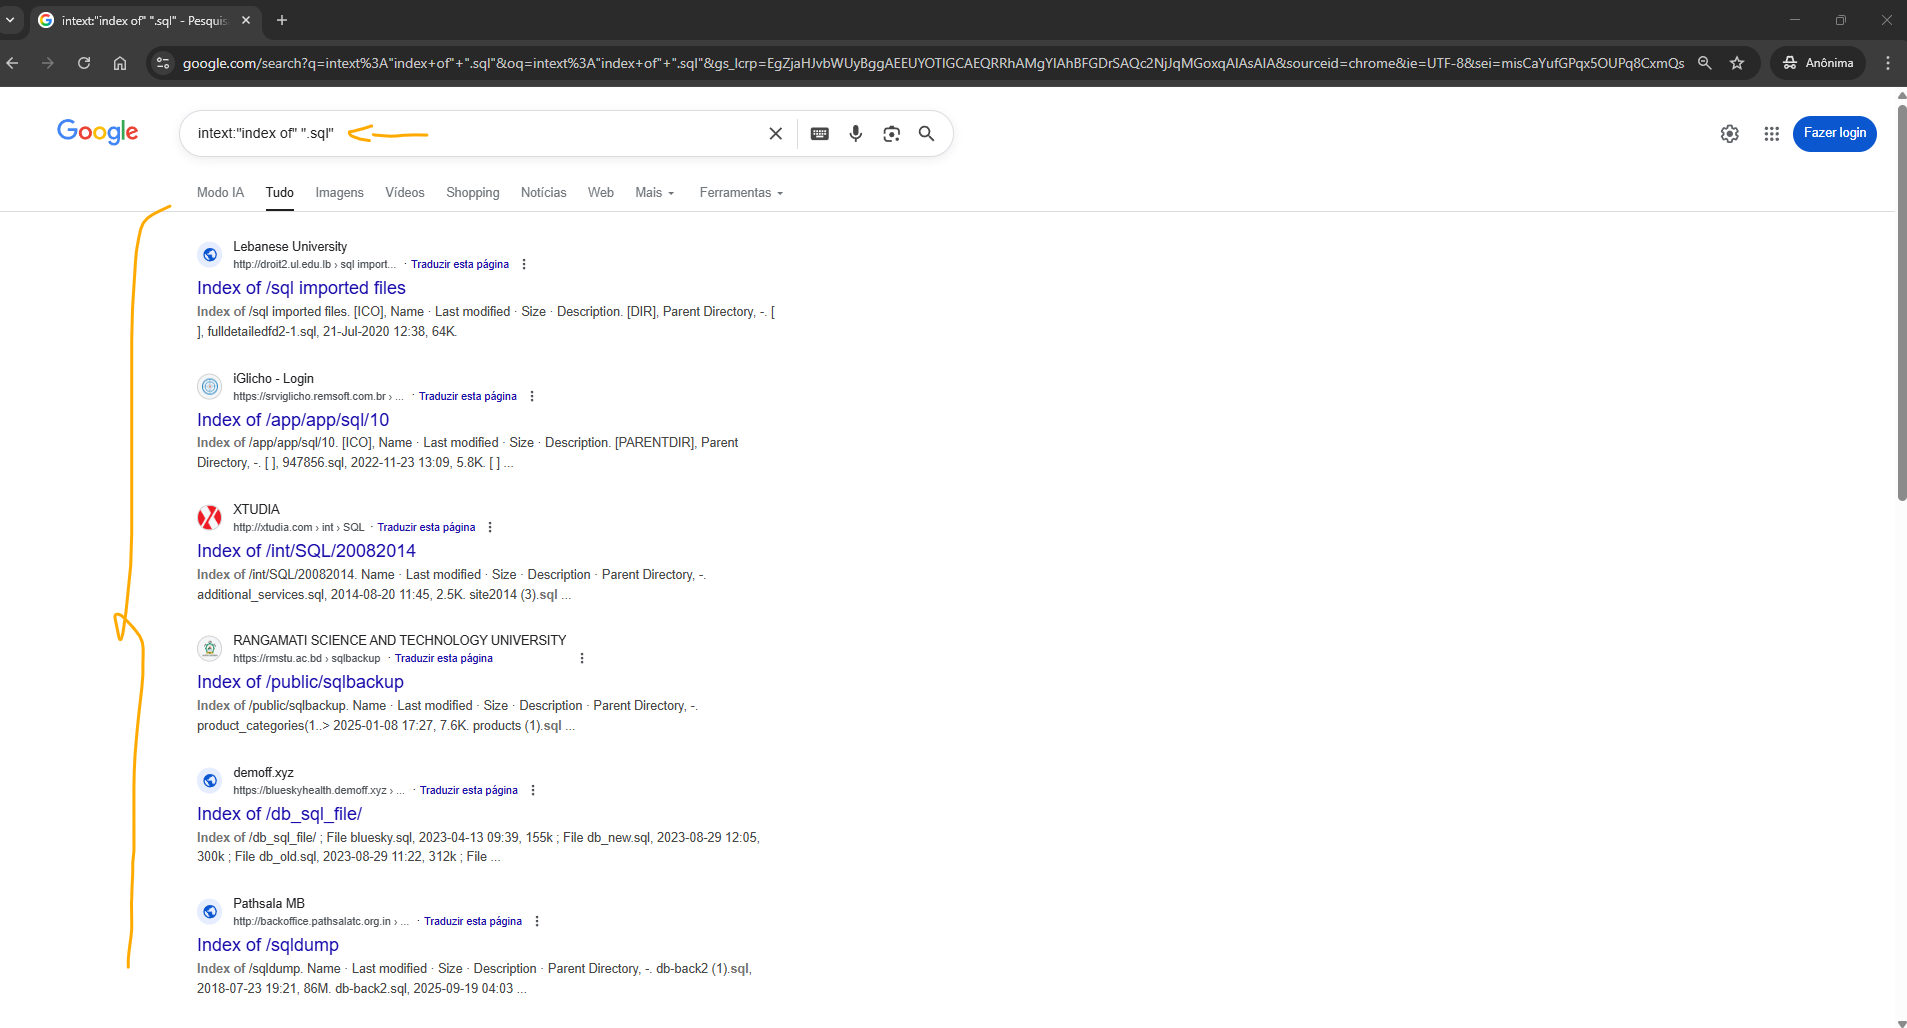 intext:"index of" ".sql" - Pesquis
google.com/search?q=intext%3A"index+of"+".sql"&oq=intext%3A"index+of"+".sql"&gs_lcrp=EgZjaHJvbWUyBggAEEUYOTIGCAEQRRhAMgYIAhBFGDrSAQc2NjJqMGoxqAIAsAIA&sourceid=chrome&ie=UTF-8&sei=misCaYufGPqx5OUPq8CxmQs
Anônima
Google
intext:"index of" ".sql"
Fazer login
Modo IA Tudo Imagens Vídeos Shopping Notícias Web Mais Ferramentas
Lebanese University
http://droit2.ul.edu.lb › sql import... · Traduzir esta página
Index of /sql imported files
Index of /sql imported files. [ICO], Name · Last modified · Size · Description. [DIR], Parent Directory, -. [
], fulldetailedfd2-1.sql, 21-Jul-2020 12:38, 64K.
iGlicho - Login
https://srviglicho.remsoft.com.br › ... · Traduzir esta página
Index of /app/app/sql/10
Index of /app/app/sql/10. [ICO], Name · Last modified · Size · Description. [PARENTDIR], Parent
Directory, -. [ ], 947856.sql, 2022-11-23 13:09, 5.8K. [ ] ...
XTUDIA
http://xtudia.com › int › SQL · Traduzir esta página
Index of /int/SQL/20082014
Index of /int/SQL/20082014. Name · Last modified · Size · Description · Parent Directory, -.
additional_services.sql, 2014-08-20 11:45, 2.5K. site2014 (3).sql ...
RANGAMATI SCIENCE AND TECHNOLOGY UNIVERSITY
https://rmstu.ac.bd › sqlbackup · Traduzir esta página
Index of /public/sqlbackup
Index of /public/sqlbackup. Name · Last modified · Size · Description · Parent Directory, -.
product_categories(1..> 2025-01-08 17:27, 7.6K. products (1).sql ...
demoff.xyz
https://blueskyhealth.demoff.xyz › ... · Traduzir esta página
Index of /db_sql_file/
Index of /db_sql_file/ ; File bluesky.sql, 2023-04-13 09:39, 155k ; File db_new.sql, 2023-08-29 12:05,
300k ; File db_old.sql, 2023-08-29 11:22, 312k ; File ...
Pathsala MB
http://backoffice.pathsalatc.org.in › ... · Traduzir esta página
Index of /sqldump
Index of /sqldump. Name · Last modified · Size · Description · Parent Directory, -. db-back2 (1).sql,
2018-07-23 19:21, 86M. db-back2.sql, 2025-09-19 04:03 ...